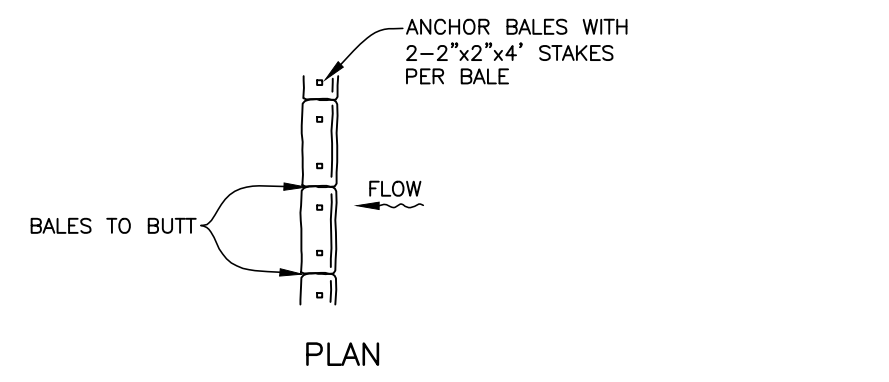 ANCHOR BALES WITH
2-2"x2"x4' STAKES
PER BALE
FLOW
BALES TO BUTT
PLAN